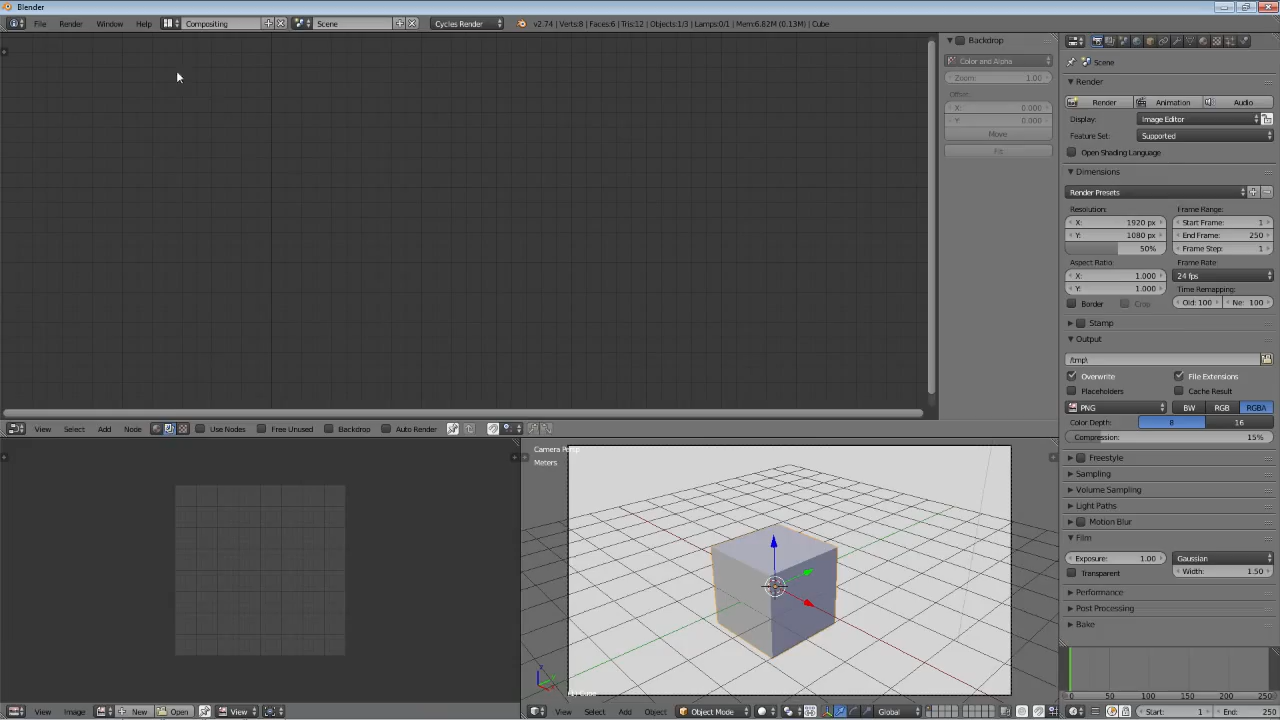 Blender
File Render Window Help Compositing Scene Cycles Render v2.74 | Verts:8 | Faces:6 | Tris:12 | Objects:1/3 | Lamps:0/1 | Mem:6.82M (0.13M) | Cube
Backdrop
Color and Alpha
Zoom: 1.00
Offset:
X: 0.000
Y: 0.000
Move
Fit
Scene
Render
Render Animation Audio
Display: Image Editor
Feature Set: Supported
Open Shading Language
Dimensions
Render Presets
Resolution: Frame Range:
X: 1920 px Start Frame: 1
Y: 1080 px End Frame: 250
50% Frame Step: 1
Aspect Ratio: Frame Rate:
X: 1.000 24 fps
Y: 1.000 Time Remapping:
Border Crop Old: 100 Ne: 100
Stamp
Output
/tmp\
Overwrite File Extensions
Placeholders Cache Result
PNG BW RGB RGBA
Color Depth: 8 16
Compression: 15%
Freestyle
Sampling
Volume Sampling
Light Paths
Motion Blur
Film
Exposure: 1.00 Gaussian
Transparent Width: 1.50
Performance
Post Processing
Bake
View Select Add Node Use Nodes Free Unused Backdrop Auto Render
Camera Persp
Meters
(1) Cube
View Image New Open View
View Select Add Object Object Mode Global
0 50 100 150 200 250
Start: 1 End: 250